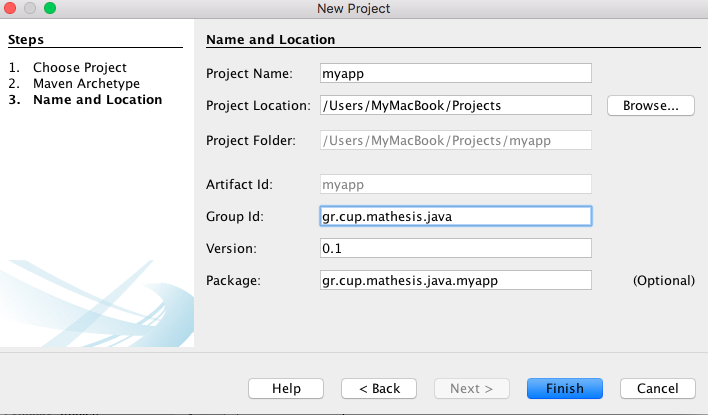 New Project
Steps
1. Choose Project
2. Maven Archetype
3. Name and Location
Name and Location
Project Name: myapp
Project Location: /Users/MyMacBook/Projects Browse...
Project Folder: /Users/MyMacBook/Projects/myapp
Artifact Id: myapp
Group Id: gr.cup.mathesis.java
Version: 0.1
Package: gr.cup.mathesis.java.myapp (Optional)
Help < Back Next > Finish Cancel